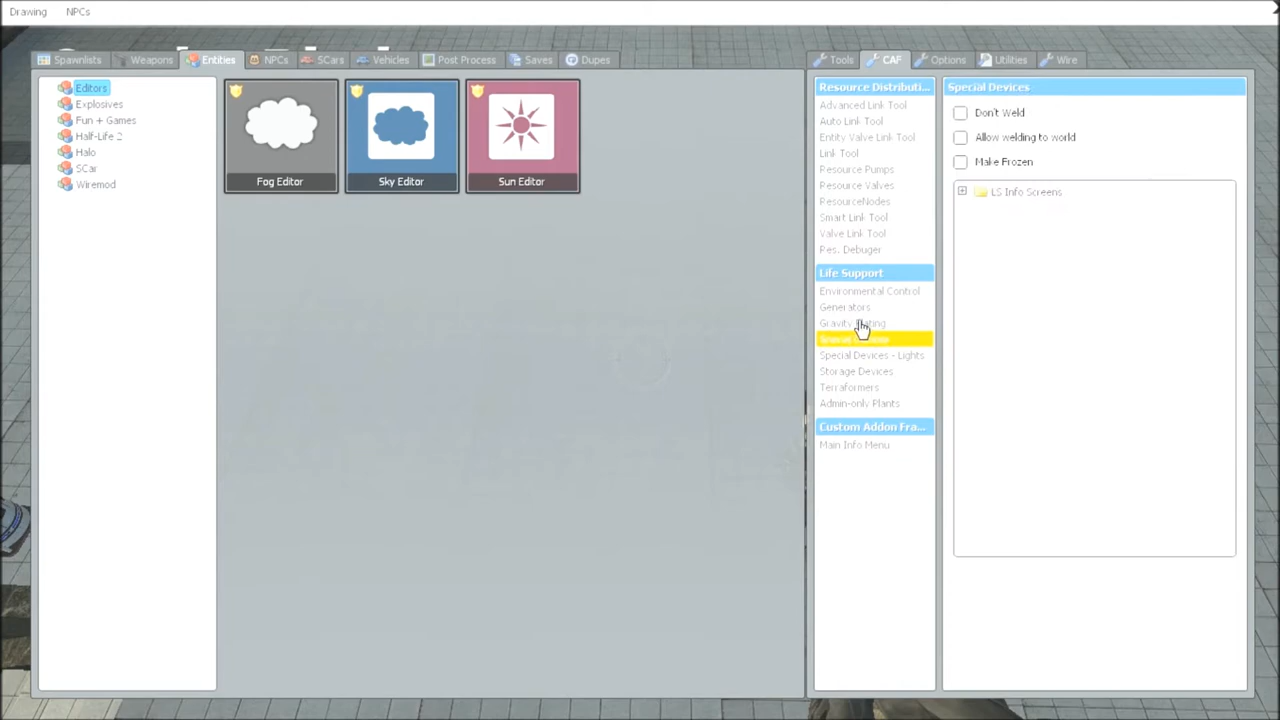 Drawing NPCs
Spawnlists Weapons Entities NPCs SCars Vehicles Post Process Saves Dupes
Tools CAF Options Utilities Wire
Editors
Explosives
Fun + Games
Half-Life 2
Halo
SCar
Wiremod
Fog Editor
Sky Editor
Sun Editor
Resource Distributi...
Advanced Link Tool
Auto Link Tool
Entity Valve Link Tool
Link Tool
Resource Pumps
Resource Valves
ResourceNodes
Smart Link Tool
Valve Link Tool
Res. Debuger
Life Support
Environmental Control
Generators
Gravity
Special Devices - Lights
Storage Devices
Terraformers
Admin-only Plants
Custom Addon Fra...
Main Info Menu
Special Devices
Don't Weld
Allow welding to world
Make Frozen
LS Info Screens